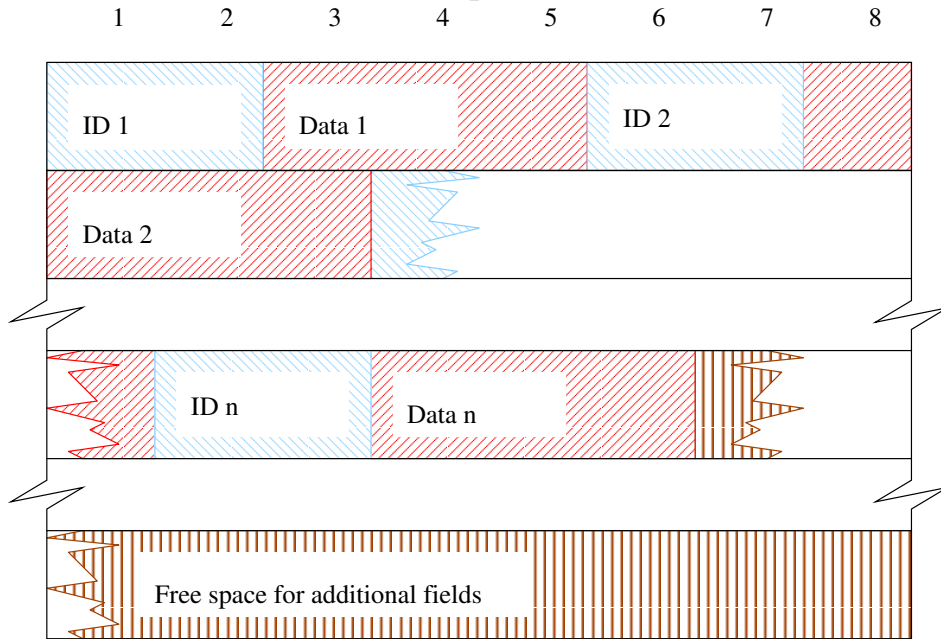 1 2 3 4 5 6 7 8
ID 1 Data 1 ID 2
Data 2
ID n Data n
Free space for additional fields